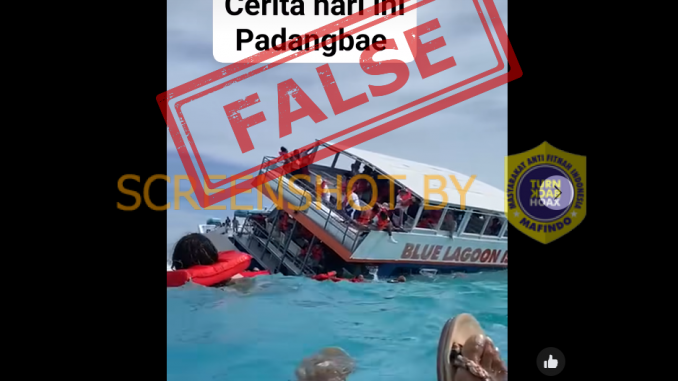 Cerita hari ini
Padangbae
FALSE
SCREENSHOT BY
MASYARAKAT ANTI FITNAH INDONESIA
TURN
BACK
HOAX
MAFINDO
BLUE LAGOON